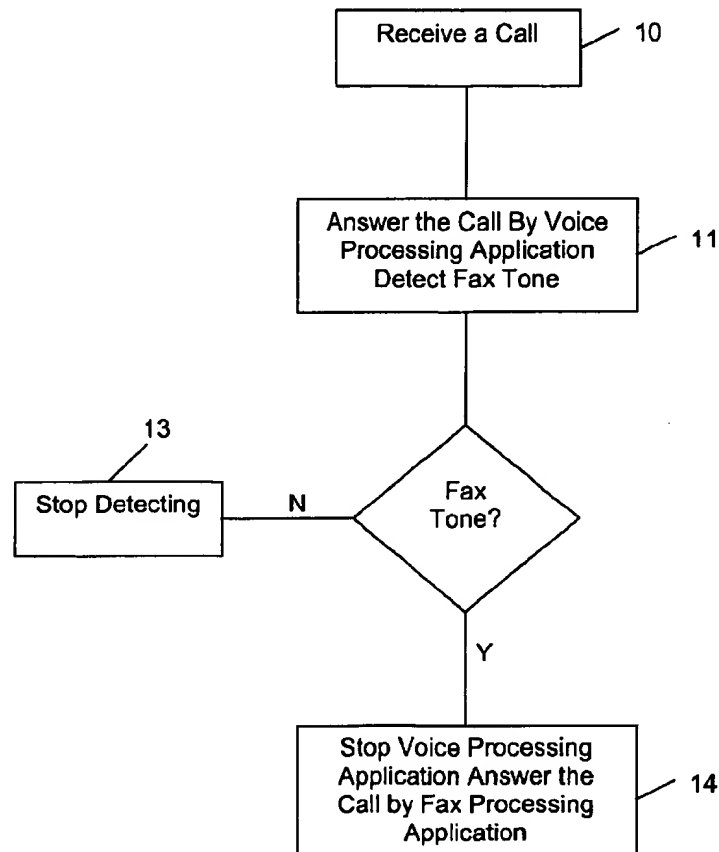 Receive a Call
10
Answer the Call By Voice
Processing Application
Detect Fax Tone
11
Fax
Tone?
13
Stop Detecting
N
Y
Stop Voice Processing
Application Answer the
Call by Fax Processing
Application
14